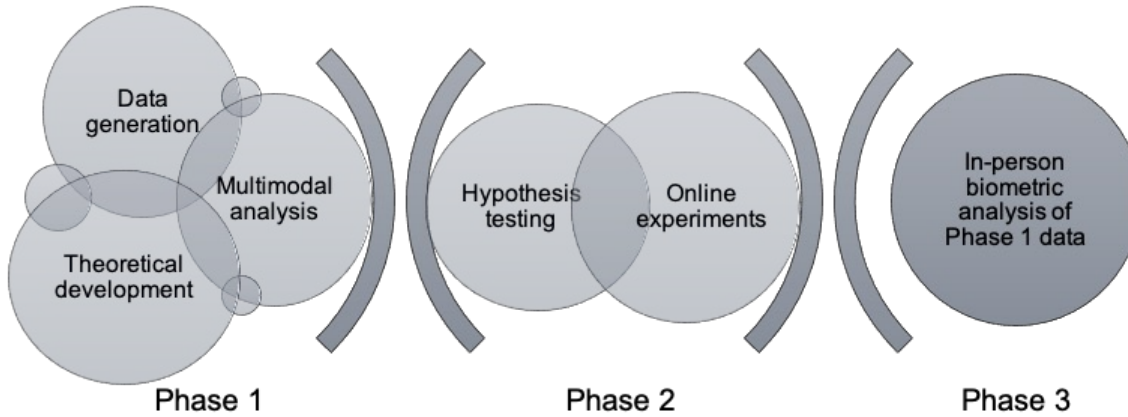 Data
generation
Multimodal
analysis
Theoretical
development
Hypothesis
testing
Online
experiments
In-person
biometric
analysis of
Phase 1 data
Phase 1
Phase 2
Phase 3